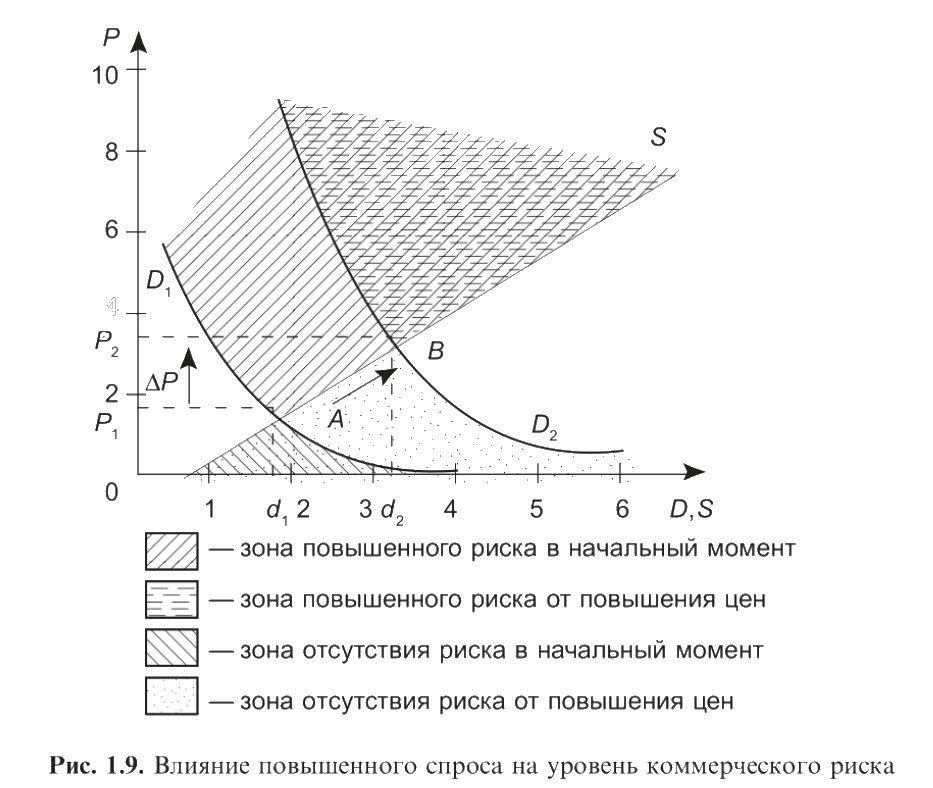 P
10
8
S
6
D₁
4
P₂
B
ΔP
2
A
P₁
D₂
0
1 d₁ 2 3 d₂ 4 5 6 D,S
— зона повышенного риска в начальный момент
— зона повышенного риска от повышения цен
— зона отсутствия риска в начальный момент
— зона отсутствия риска от повышения цен
Рис. 1.9. Влияние повышенного спроса на уровень коммерческого риска